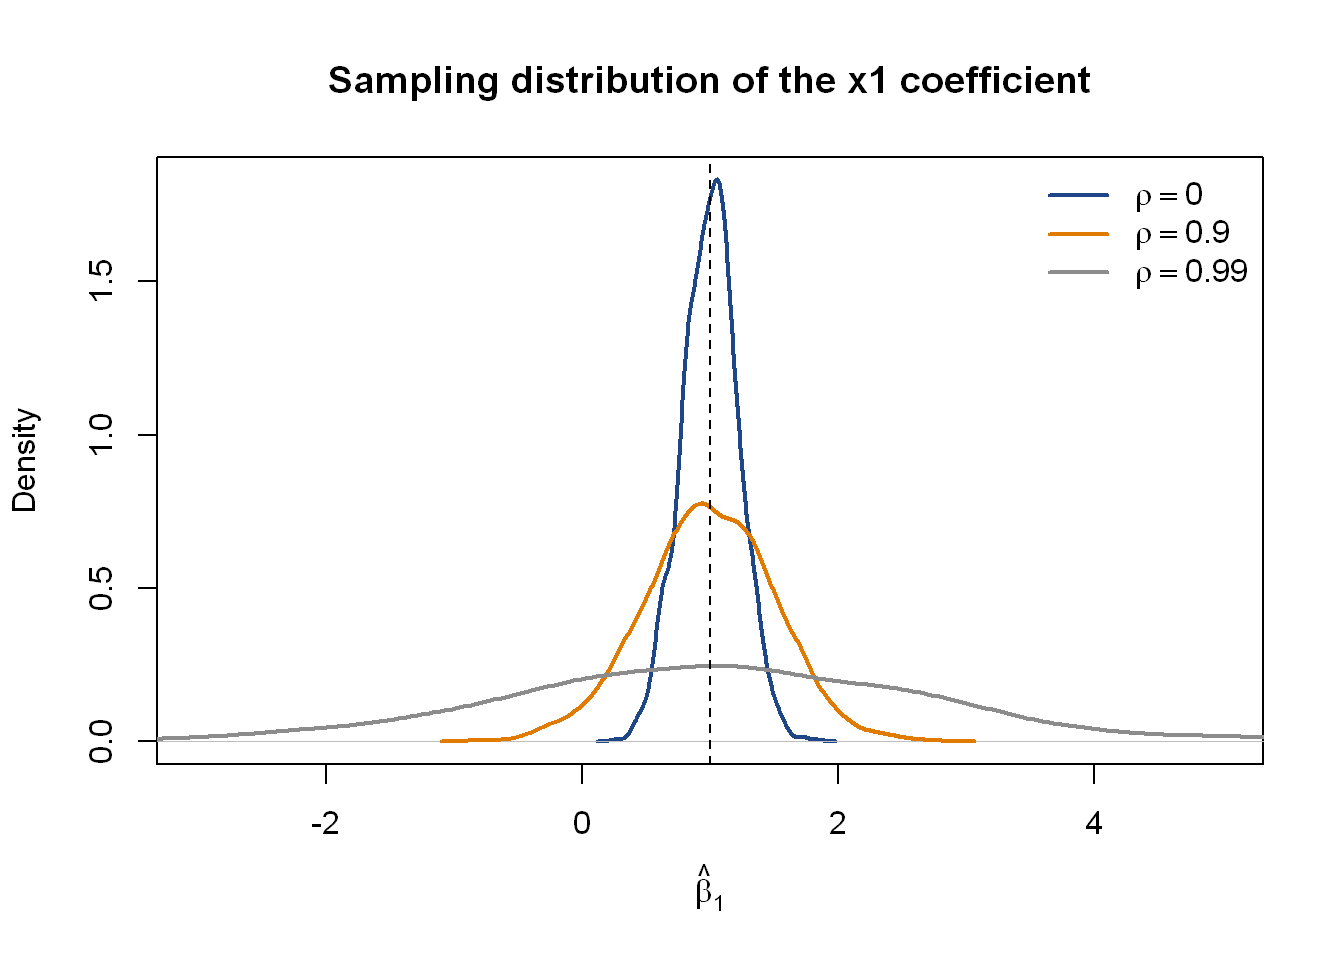 Sampling distribution of the x1 coefficient
ρ = 0
ρ = 0.9
ρ = 0.99
Density
0.0
0.5
1.0
1.5
-2
0
2
4
β̂₁